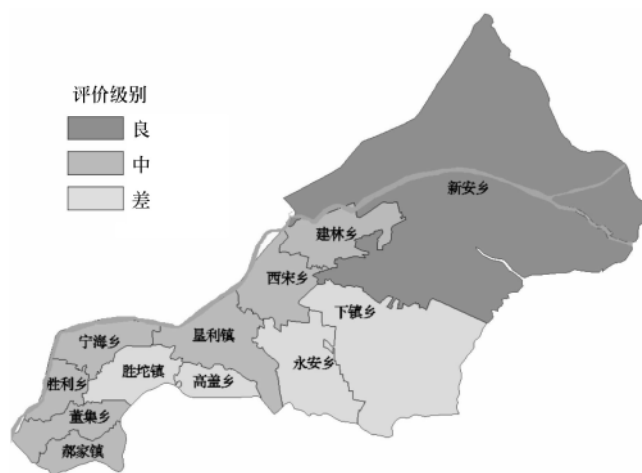 评价级别
良
中
差
新安乡
建林乡
西宋乡
下镇乡
垦利镇
宁海乡
永安乡
胜坨镇
高盖乡
胜利乡
董集乡
郝家镇